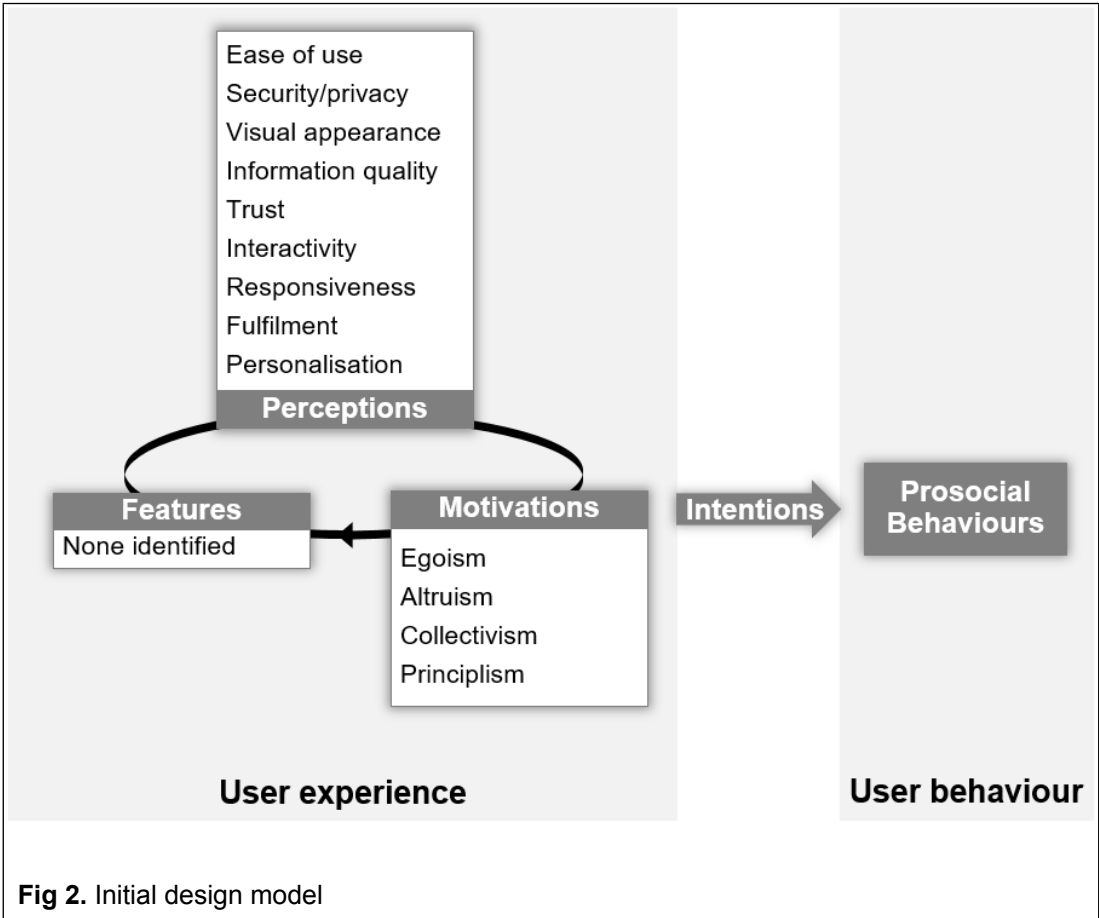 Ease of use
Security/privacy
Visual appearance
Information quality
Trust
Interactivity
Responsiveness
Fulfilment
Personalisation
Perceptions
Features
None identified
Motivations
Egoism
Altruism
Collectivism
Principlism
Intentions
Prosocial
Behaviours
User experience
User behaviour
Fig 2. Initial design model